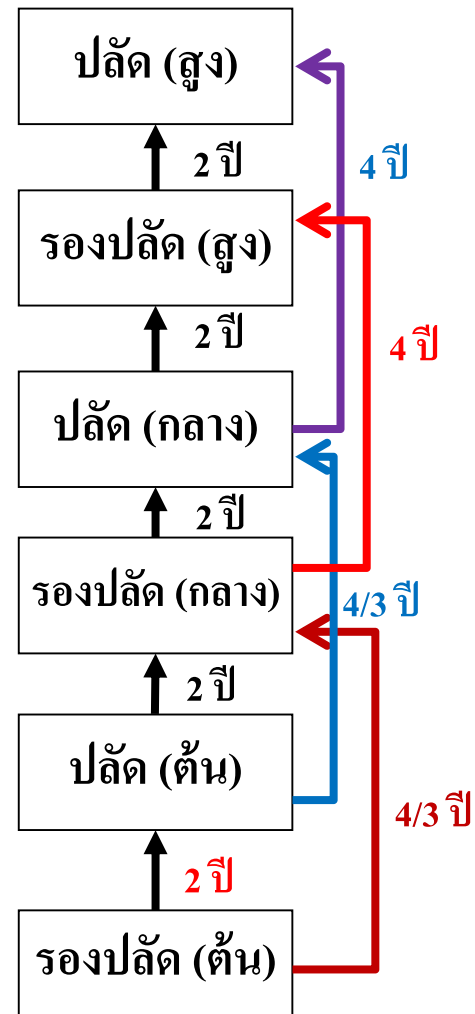 ปลัด (สูง)
2 ปี
4 ปี
รองปลัด (สูง)
2 ปี
4 ปี
ปลัด (กลาง)
2 ปี
รองปลัด (กลาง)
4/3 ปี
2 ปี
ปลัด (ต้น)
4/3 ปี
2 ปี
รองปลัด (ต้น)